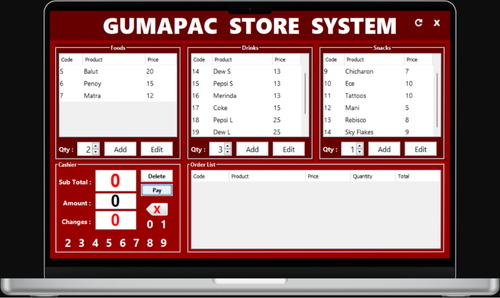 GUMAPAC STORE SYSTEM
X
Foods
Code Product Price
5 Balut 20
6 Penoy 15
7 Matra 12
Qty : 2 Add Edit
Drinks
Code Product Price
14 Dew S 13
15 Pepsi S 13
16 Merinda 13
17 Coke 15
18 Pepsi L 25
19 Dew L 25
Qty : 3 Add Edit
Snacks
Code Product Price
9 Chicharon 7
10 Ece 10
11 Tattoos 10
12 Mani 5
13 Rebisco 8
14 Sky Flakes 9
Qty : 1 Add Edit
Cashier
Sub Total : 0 Delete
Amount : 0 Pay
Changes : 0 X
0 1
2 3 4 5 6 7 8 9
Order List
Code Product Price Quantity Total